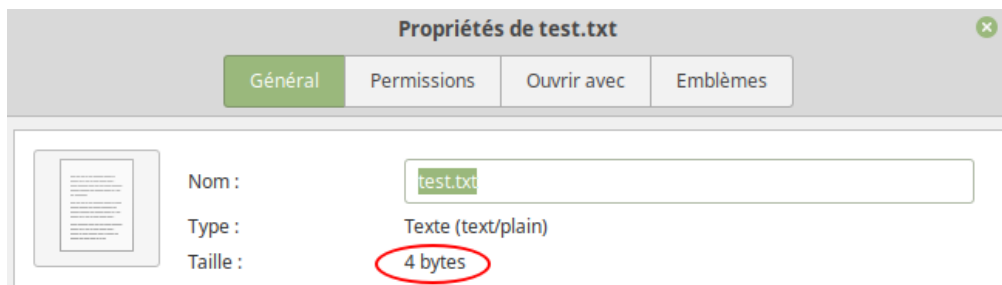 Propriétés de test.txt
Général Permissions Ouvrir avec Emblèmes
Nom : test.txt
Type : Texte (text/plain)
Taille : 4 bytes